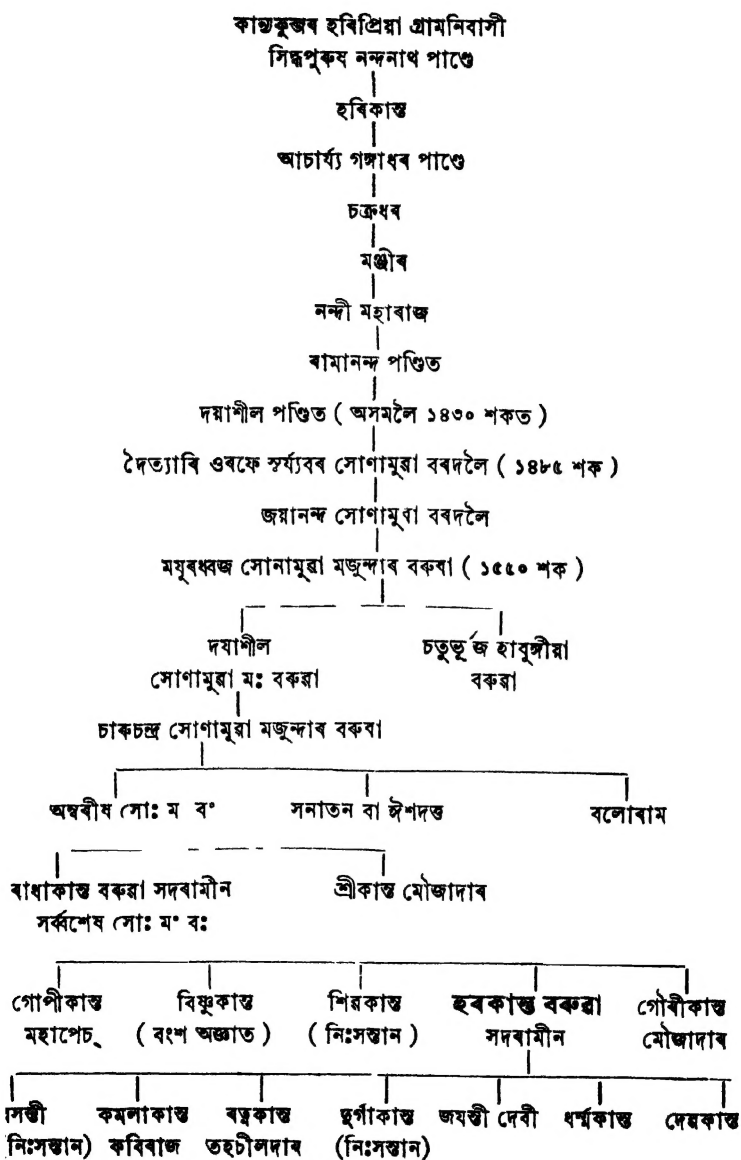 কান্যকুব্জৰ হৰিপ্ৰিয়া গ্ৰামনিবাসী
সিদ্ধপুৰুষ নন্দনাথ পাণ্ডে
হৰিকান্ত
আচাৰ্য্য গঙ্গাধৰ পাণ্ডে
চক্ৰধৰ
মঞ্জীৰ
নন্দী মহাৰাজ
ৰামানন্দ পণ্ডিত
দয়াশীল পণ্ডিত ( অসমলৈ ১৪৩০ শকত )
দৈত্যাৰি ওৰফে সূৰ্য্যবৰ সোণামুৱা বৰদলৈ ( ১৪৮৫ শক )
জয়ানন্দ সোণামুৱা বৰদলৈ
মযূৰধ্বজ সোনামুৱা মজুন্দাৰ বৰুৱা ( ১৫৫০ শক )
দযাশীল চতুৰ্ভূজ হাবুঙ্গীয়া
সোণামুৱা মঃ বৰুৱা বৰুৱা
চাৰুচন্দ্ৰ সোণামুৱা মজুন্দাৰ বৰুৱা
অম্বৰীষ সোঃ ম ব° সনাতন বা ঈশদত্ত বলোৰাম
ৰাধাকান্ত বৰুৱা সদৰামীন শ্ৰীকান্ত মৌজাদাৰ
সৰ্ব্বশেষ সোঃ ম° বঃ
গোপীকান্ত বিষ্ণুকান্ত শিৱকান্ত হৰকান্ত বৰুৱা গৌৰীকান্ত
মহাপেচ্ ( বংশ অজ্ঞাত ) ( নিঃসন্তান ) সদৰামীন মৌজাদাৰ
কমলাকান্ত ৰত্নকান্ত দুৰ্গাকান্ত জযন্তী দেবী ধৰ্ম্মকান্ত দেৱকান্ত
(নিঃসন্তান) কবিৰাজ তহচীলদাৰ (নিঃসন্তান)